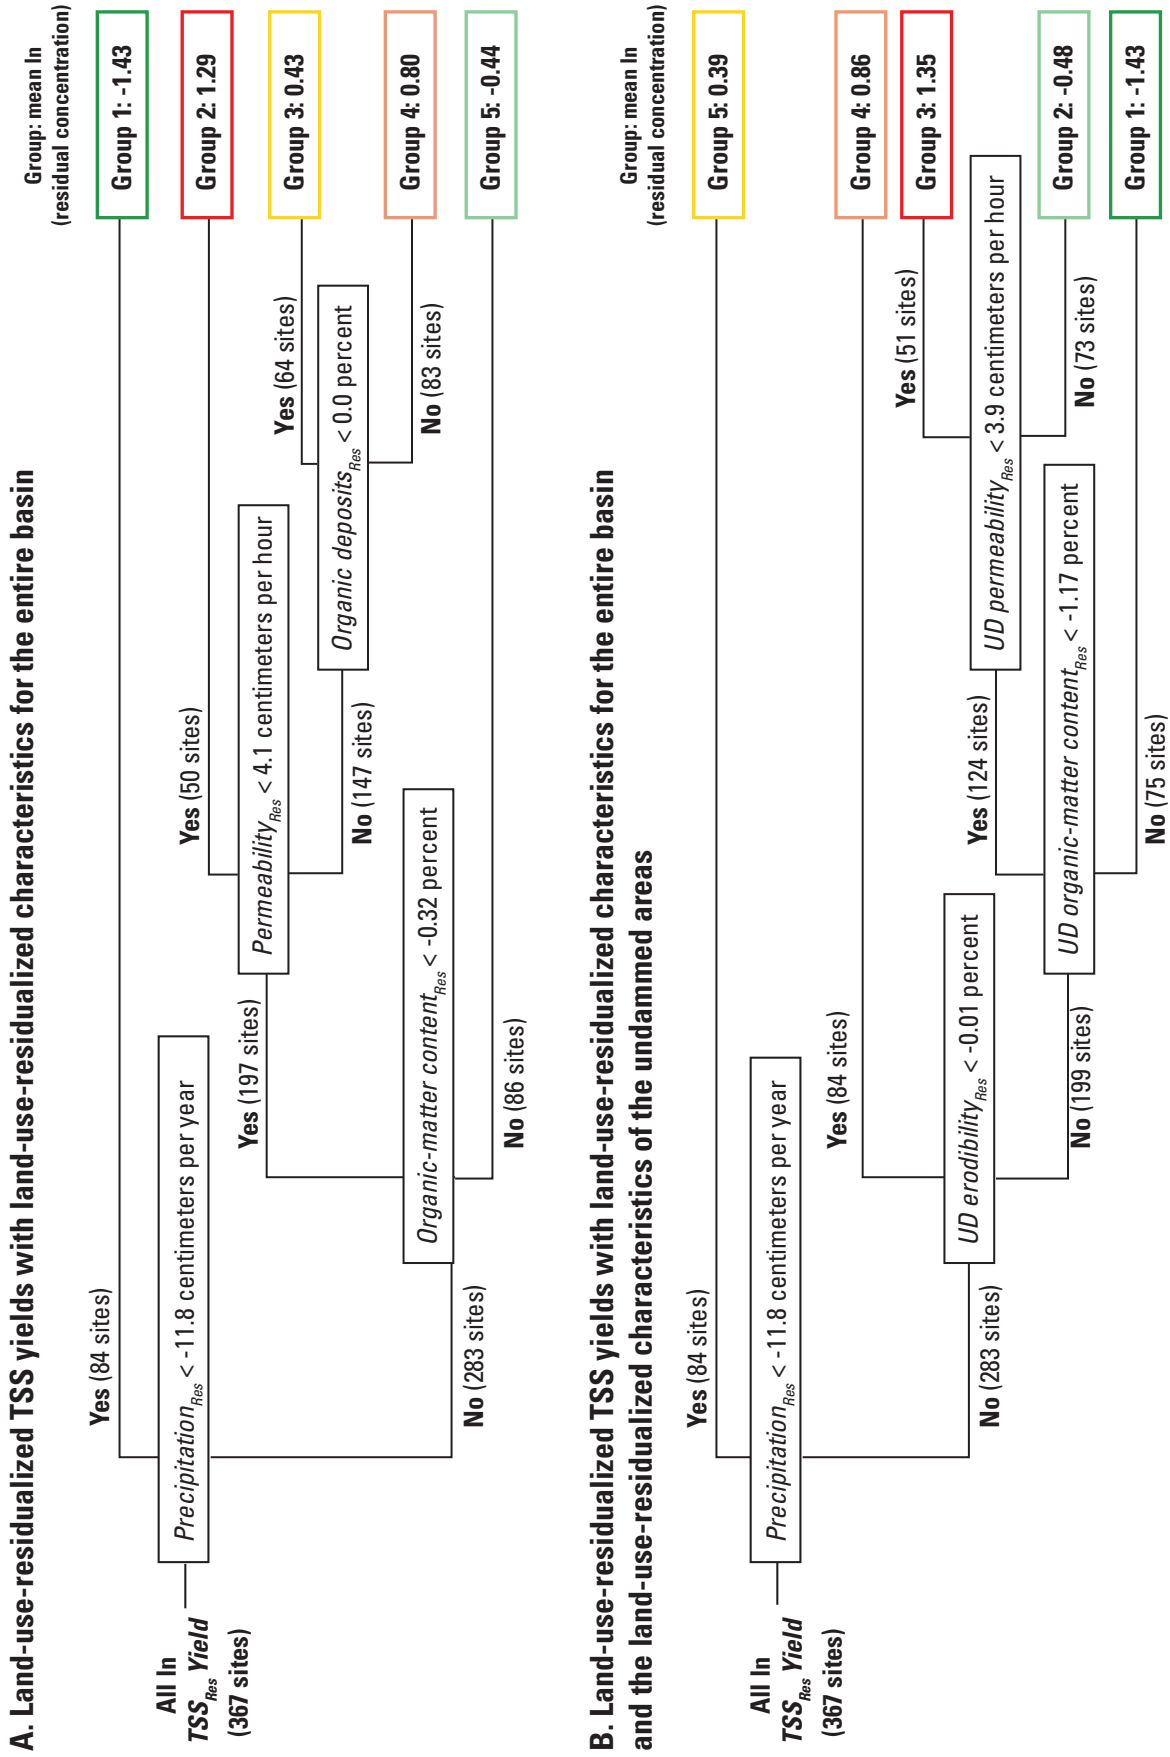 A. Land-use-residualized TSS yields with land-use-residualized characteristics for the entire basin
Group: mean ln
(residual concentration)
All ln
TSSRes Yield
(367 sites)
PrecipitationRes < -11.8 centimeters per year
Yes (84 sites)
Group 1: -1.43
No (283 sites)
Organic-matter contentRes < -0.32 percent
Yes (197 sites)
PermeabilityRes < 4.1 centimeters per hour
Yes (50 sites)
Group 2: 1.29
No (147 sites)
Organic depositsRes < 0.0 percent
Yes (64 sites)
Group 3: 0.43
No (83 sites)
Group 4: 0.80
No (86 sites)
Group 5: -0.44
B. Land-use-residualized TSS yields with land-use-residualized characteristics for the entire basin
and the land-use-residualized characteristics of the undammed areas
Group: mean ln
(residual concentration)
All ln
TSSRes Yield
(367 sites)
PrecipitationRes < -11.8 centimeters per year
Yes (84 sites)
Group 5: 0.39
No (283 sites)
UD erodibilityRes < -0.01 percent
Yes (84 sites)
Group 4: 0.86
No (199 sites)
UD organic-matter contentRes < -1.17 percent
Yes (124 sites)
UD permeabilityRes < 3.9 centimeters per hour
Yes (51 sites)
Group 3: 1.35
No (73 sites)
Group 2: -0.48
No (75 sites)
Group 1: -1.43